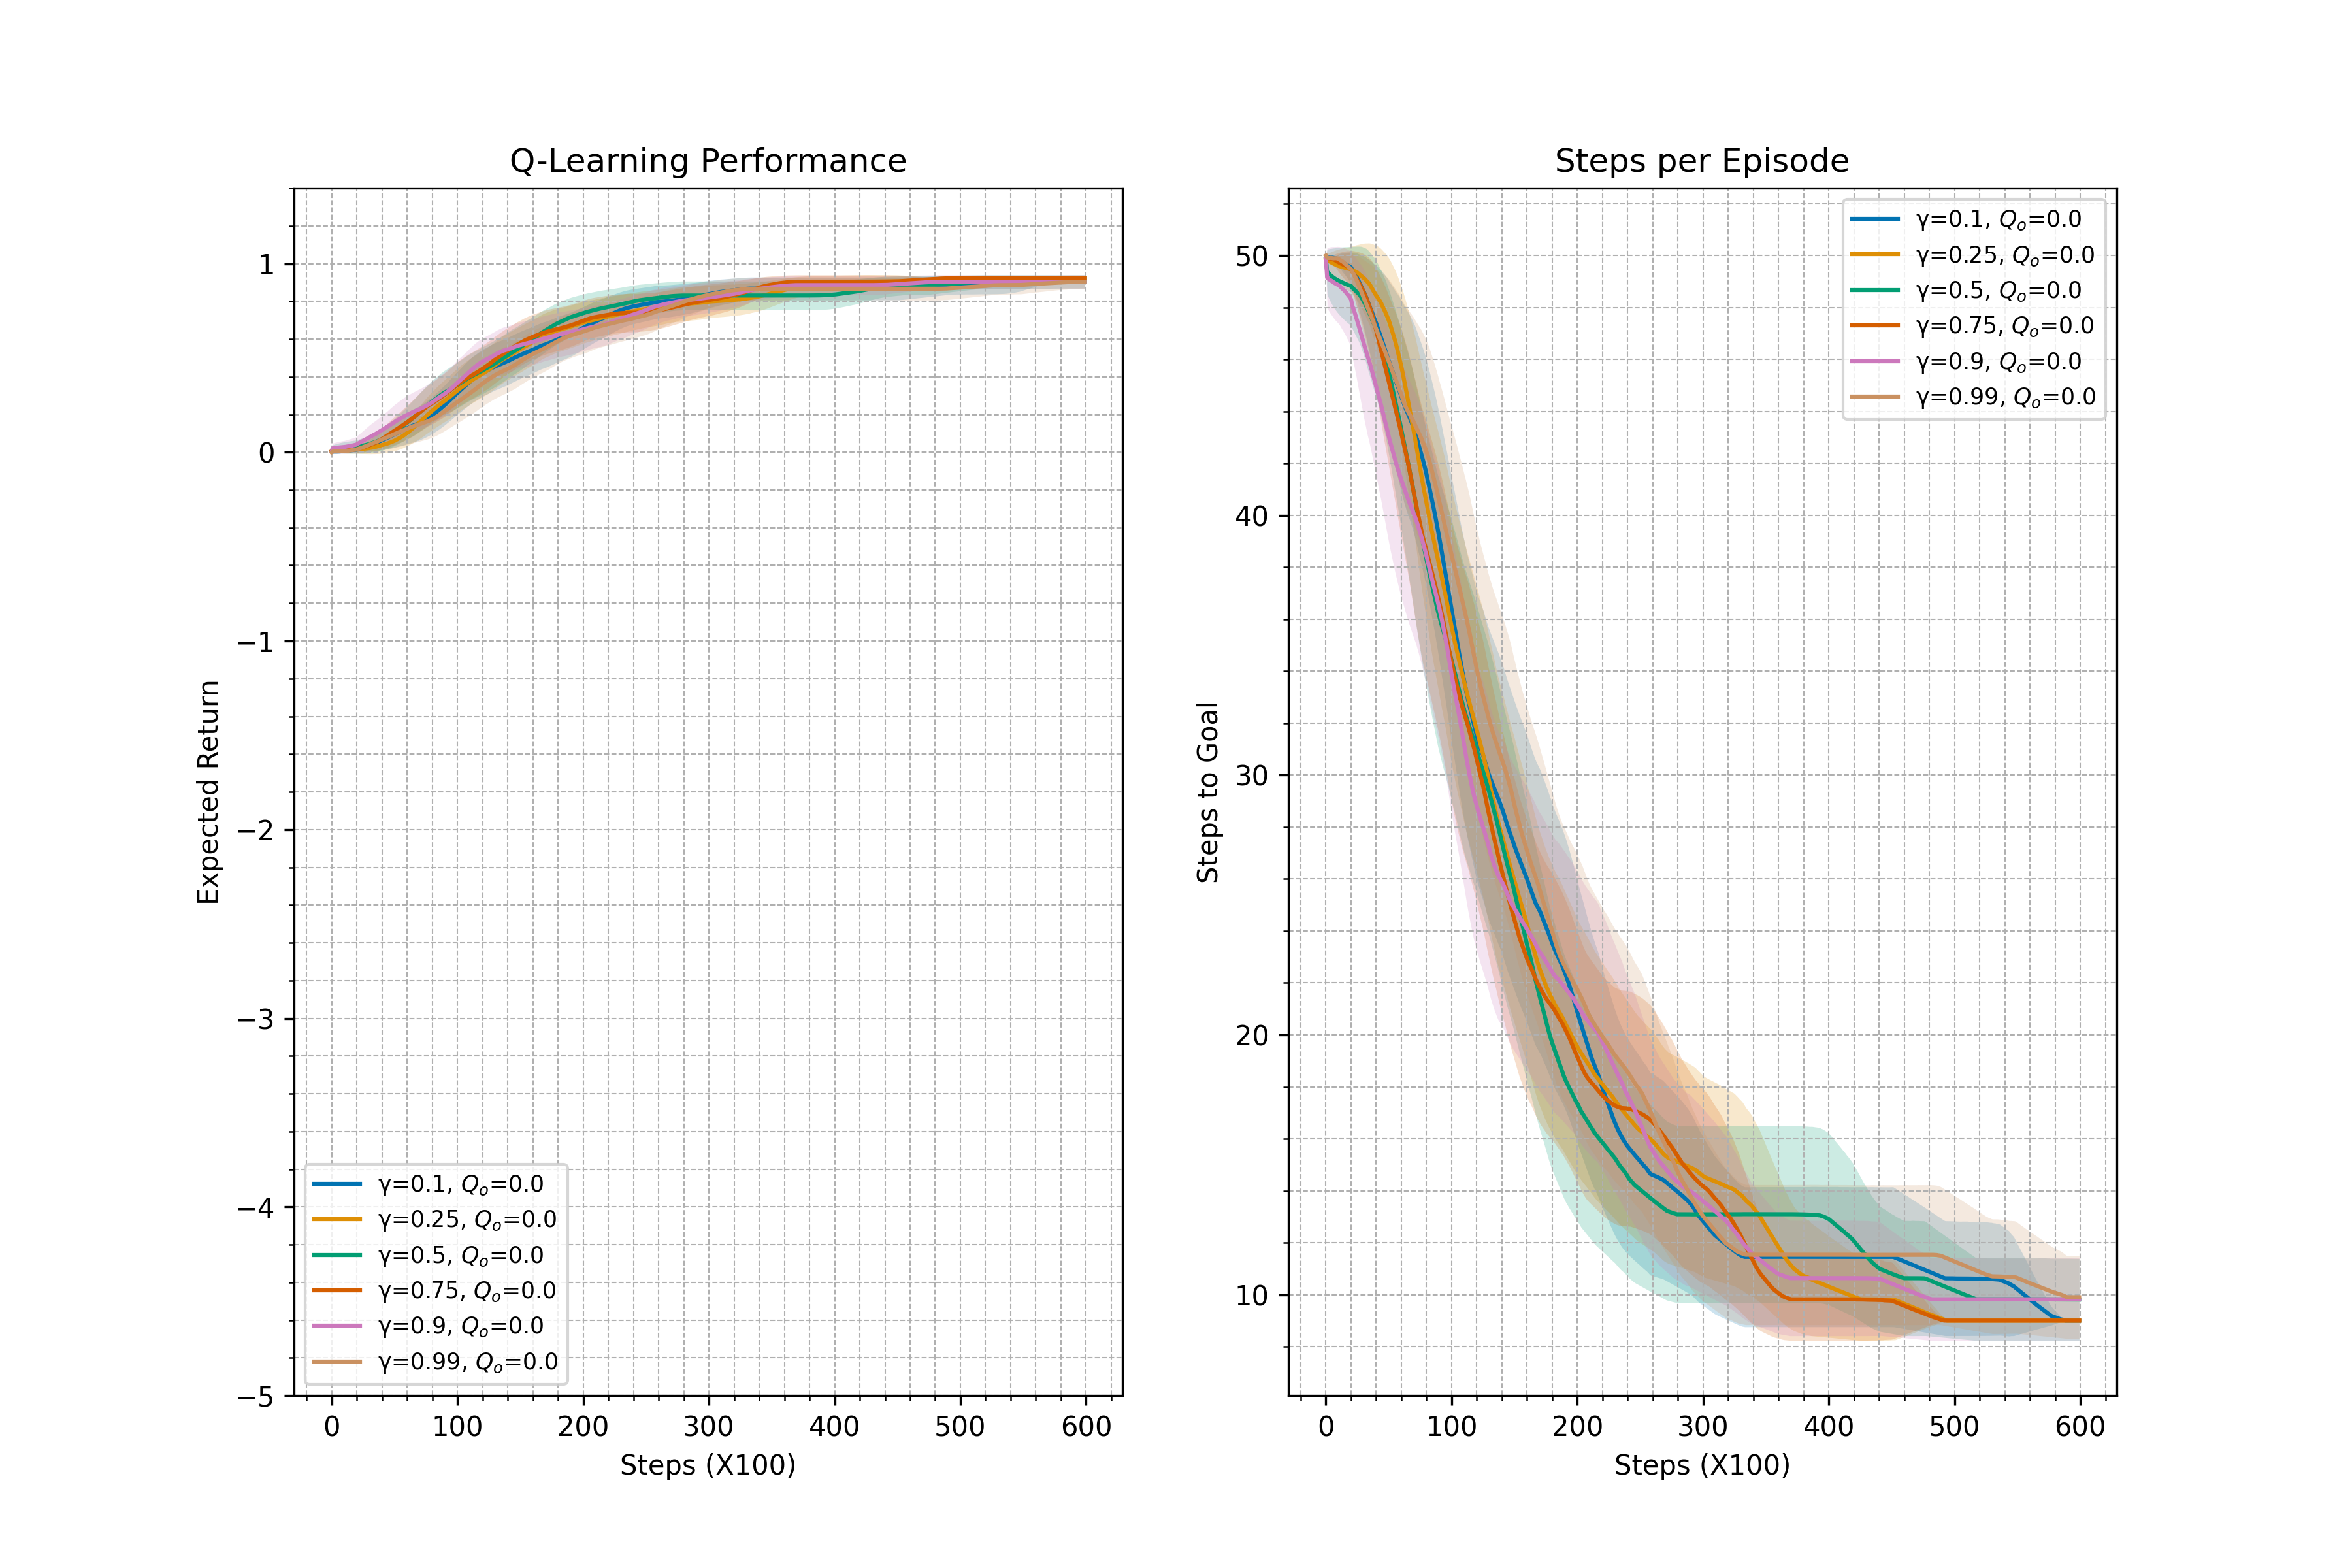 Q-Learning Performance
Expected Return
1
0
−1
−2
−3
−4
−5
γ=0.1, Qₒ=0.0
γ=0.25, Qₒ=0.0
γ=0.5, Qₒ=0.0
γ=0.75, Qₒ=0.0
γ=0.9, Qₒ=0.0
γ=0.99, Qₒ=0.0
0 100 200 300 400 500 600
Steps (X100)
Steps per Episode
Steps to Goal
50
40
30
20
10
γ=0.1, Qₒ=0.0
γ=0.25, Qₒ=0.0
γ=0.5, Qₒ=0.0
γ=0.75, Qₒ=0.0
γ=0.9, Qₒ=0.0
γ=0.99, Qₒ=0.0
0 100 200 300 400 500 600
Steps (X100)